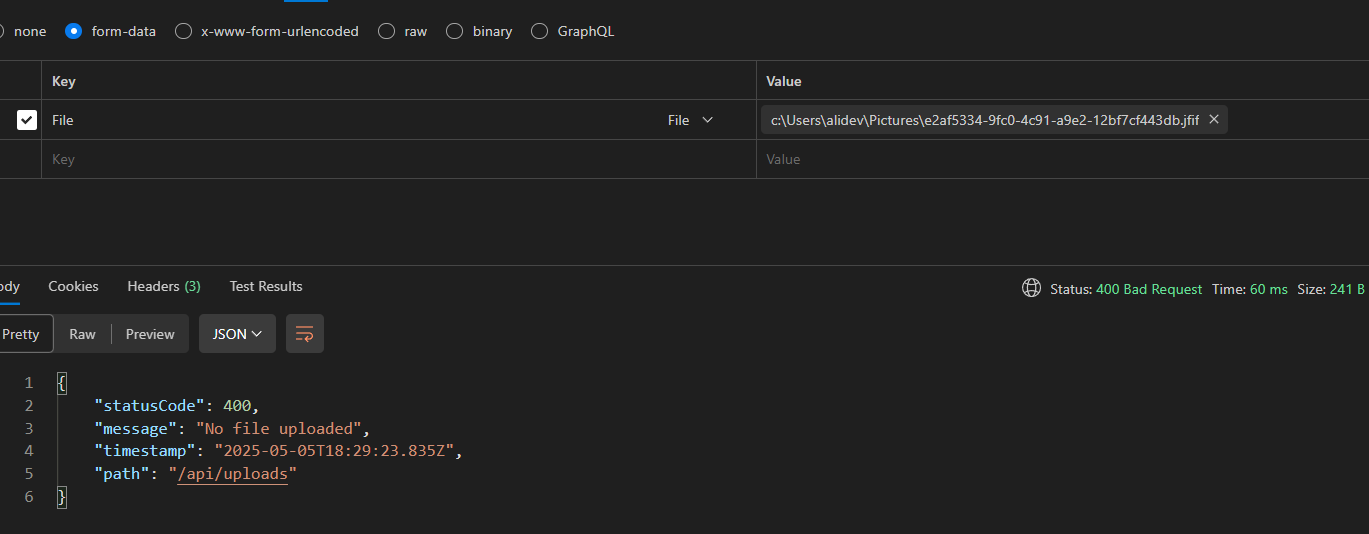 none form-data x-www-form-urlencoded raw binary GraphQL
Key Value
File File c:\Users\alidev\Pictures\e2af5334-9fc0-4c91-a9e2-12bf7cf443db.jfif
Key Value
ody Cookies Headers (3) Test Results Status: 400 Bad Request Time: 60 ms Size: 241 B
Pretty Raw Preview JSON
1 {
2 "statusCode": 400,
3 "message": "No file uploaded",
4 "timestamp": "2025-05-05T18:29:23.835Z",
5 "path": "/api/uploads"
6 }